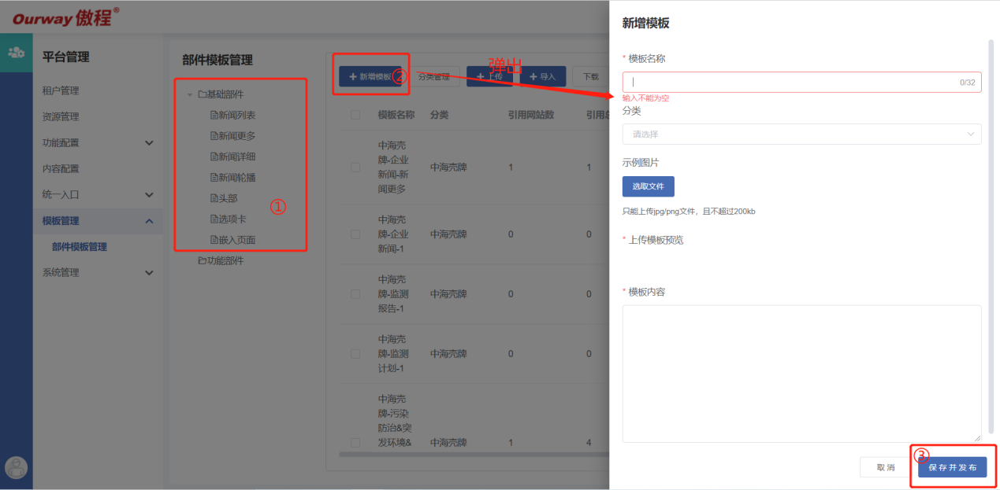 Ourway 傲程®
平台管理
租户管理
资源管理
功能配置
内容配置
统一入口
模板管理
部件模板管理
系统管理
部件模板管理
基础部件
新闻列表
新闻更多
新闻详细
新闻轮播
头部
选项卡
嵌入页面
功能部件
①
+ 新增模板
②
分类管理
+ 上传
+ 导入
下载
弹出
模板名称 分类 引用网站数
中海壳
牌-企业
新闻-新
闻更多
中海壳牌 1 1
中海壳
牌-企业
新闻-1
中海壳牌 0 0
中海壳
牌-监测
报告-1
中海壳牌 0 0
中海壳
牌-监测
计划-1
中海壳牌 0 0
中海壳
牌-污染
防治&突
发环境&
中海壳牌 1 4
新增模板
* 模板名称
0/32
输入不能为空
分类
请选择
示例图片
选取文件
只能上传jpg/png文件，且不超过200kb
* 上传模板预览
* 模板内容
③
取 消
保 存 并 发 布